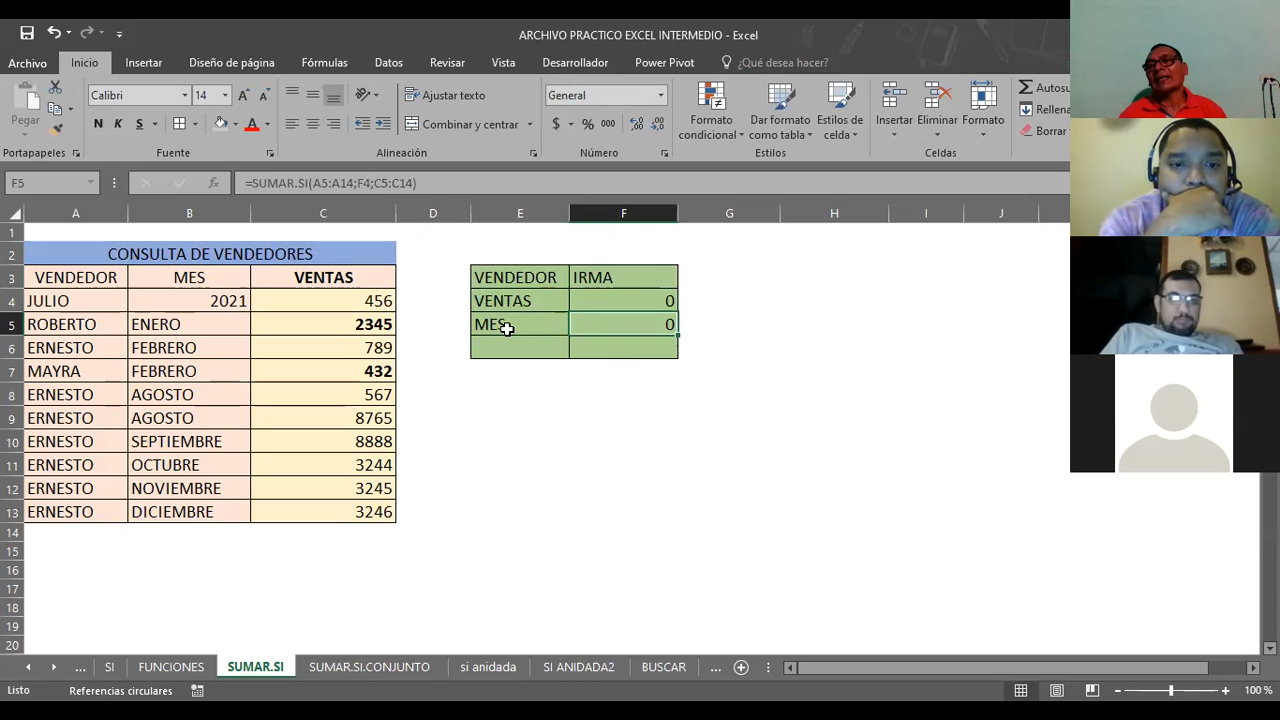 ARCHIVO PRACTICO EXCEL INTERMEDIO - Excel
Archivo Inicio Insertar Diseño de página Fórmulas Datos Revisar Vista Desarrollador Power Pivot ¿Qué desea hacer?
Pegar
Calibri 14
N K S
Ajustar texto
Combinar y centrar
General
$ % 000
Formato condicional
Dar formato como tabla
Estilos de celda
Insertar Eliminar Formato
Autosu
Rellena
Borrar
Portapapeles Fuente Alineación Número Estilos Celdas
F5 fx =SUMAR.SI(A5:A14;F4;C5:C14)
A B C D E F G H I J
1
2 CONSULTA DE VENDEDORES
3 VENDEDOR MES VENTAS VENDEDOR IRMA
4 JULIO 2021 456 VENTAS 0
5 ROBERTO ENERO 2345 MES 0
6 ERNESTO FEBRERO 789
7 MAYRA FEBRERO 432
8 ERNESTO AGOSTO 567
9 ERNESTO AGOSTO 8765
10 ERNESTO SEPTIEMBRE 8888
11 ERNESTO OCTUBRE 3244
12 ERNESTO NOVIEMBRE 3245
13 ERNESTO DICIEMBRE 3246
14
15
16
17
18
19
20
... SI FUNCIONES SUMAR.SI SUMAR.SI.CONJUNTO si anidada SI ANIDADA2 BUSCAR ...
Listo Referencias circulares 100 %